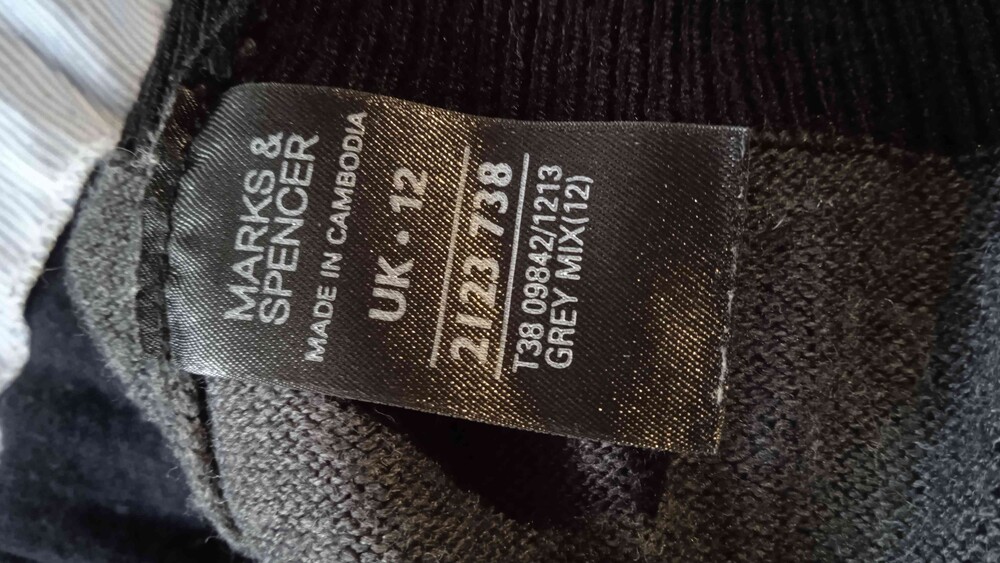 MARKS &
SPENCER
MADE IN CAMBODIA
UK • 12
2123 738
T38 09842/1213
GREY MIX(12)